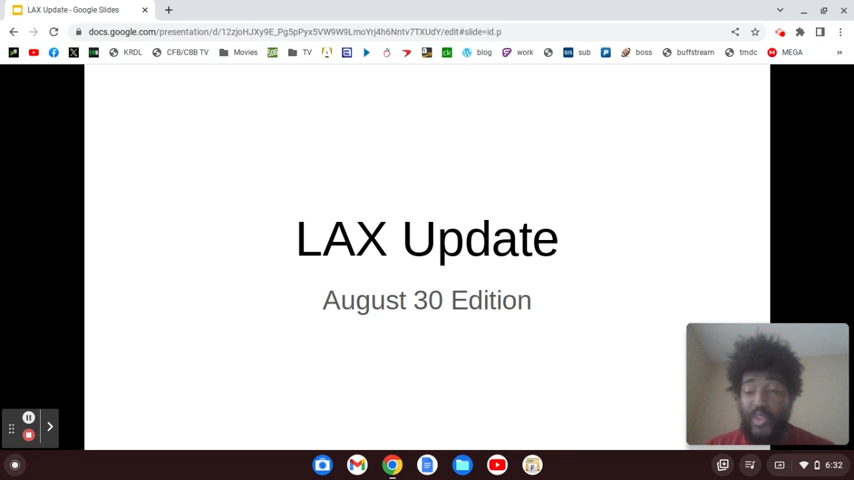 LAX Update - Google Slides
docs.google.com/presentation/d/12zjoHJXy9E_Pg5pPyx5VW9W9LmoYrj4h6Nntv7TXUdY/edit#slide=id.p
KRDL CFB/CBB TV Movies TV blog work sub boss buffstream tmdc MEGA
LAX Update
August 30 Edition
6:32